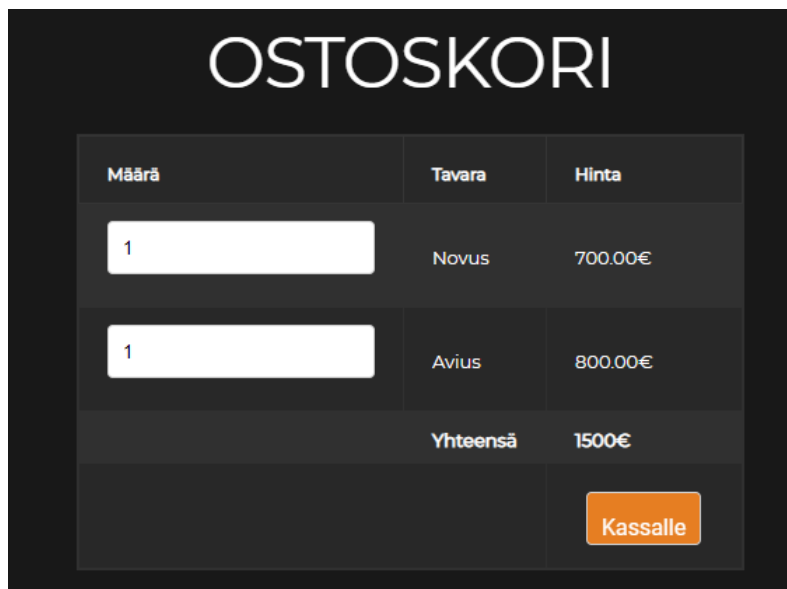 OSTOSKORI
Määrä Tavara Hinta
1 Novus 700.00€
1 Avius 800.00€
Yhteensä 1500€
Kassalle